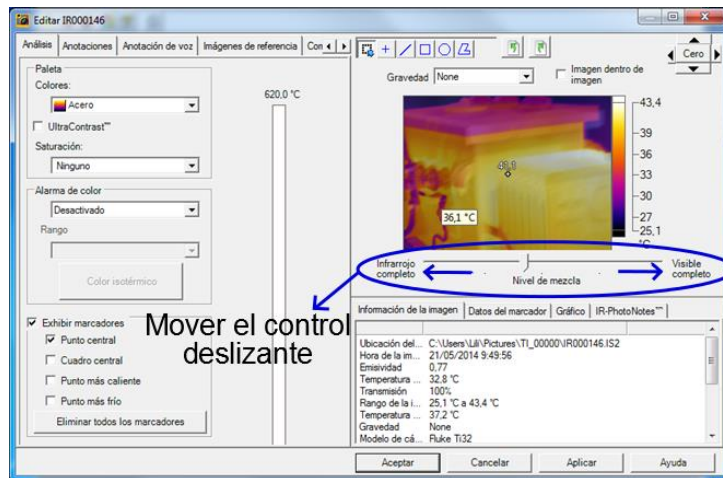 Editar IR000146
Análisis Anotaciones Anotación de voz Imágenes de referencia Con
Paleta
Colores:
Acero
UltraContrast™
Saturación:
Ninguno
Alarma de color
Desactivado
Rango
Color isotérmico
Exhibir marcadores
Punto central
Cuadro central
Punto más caliente
Punto más frío
Eliminar todos los marcadores
620,0 °C
Mover el control
deslizante
Cero
Gravedad None
Imagen dentro de
imagen
43,4
39
36
33
30
27
25,1
°C
43,1
36,1 °C
Infrarrojo
completo
Nivel de mezcla
Visible
completo
Información de la imagen Datos del marcador Gráfico IR-PhotoNotes™
Ubicación del... C:\Users\Lili\Pictures\TI_00000\IR000146.IS2
Hora de la im... 21/05/2014 9:49:56
Emisividad 0,77
Temperatura ... 32,8 °C
Transmisión 100%
Rango de la i... 25,1 °C a 43,4 °C
Temperatura ... 37,2 °C
Gravedad None
Modelo de cá... Fluke Ti32
Aceptar Cancelar Aplicar Ayuda